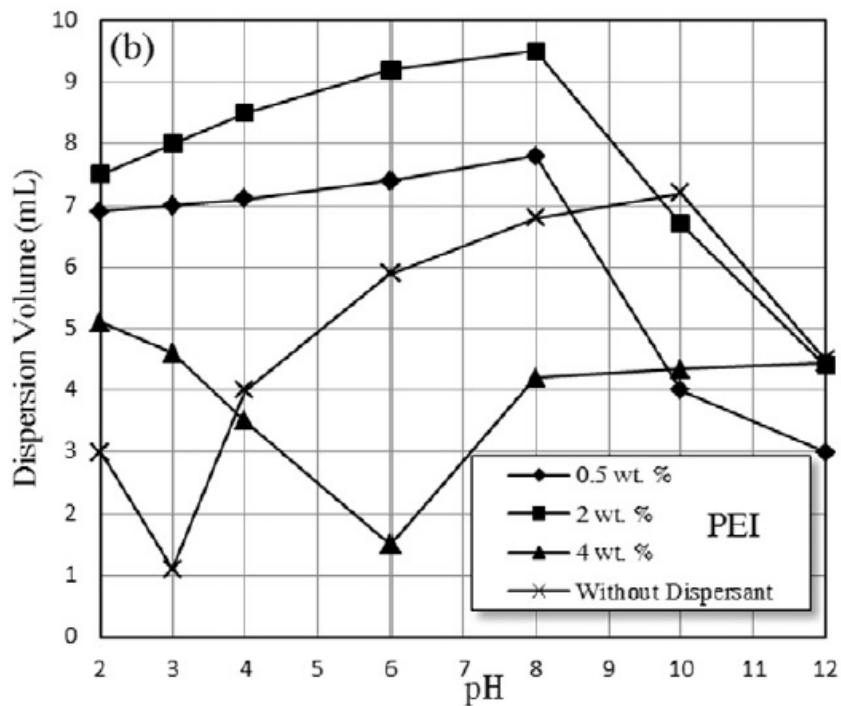 (b)
Dispersion Volume (mL)
10
9
8
7
6
5
4
3
2
1
0
2 3 4 5 6 7 8 9 10 11 12
pH
0.5 wt. %
2 wt. %
4 wt. %
Without Dispersant
PEI